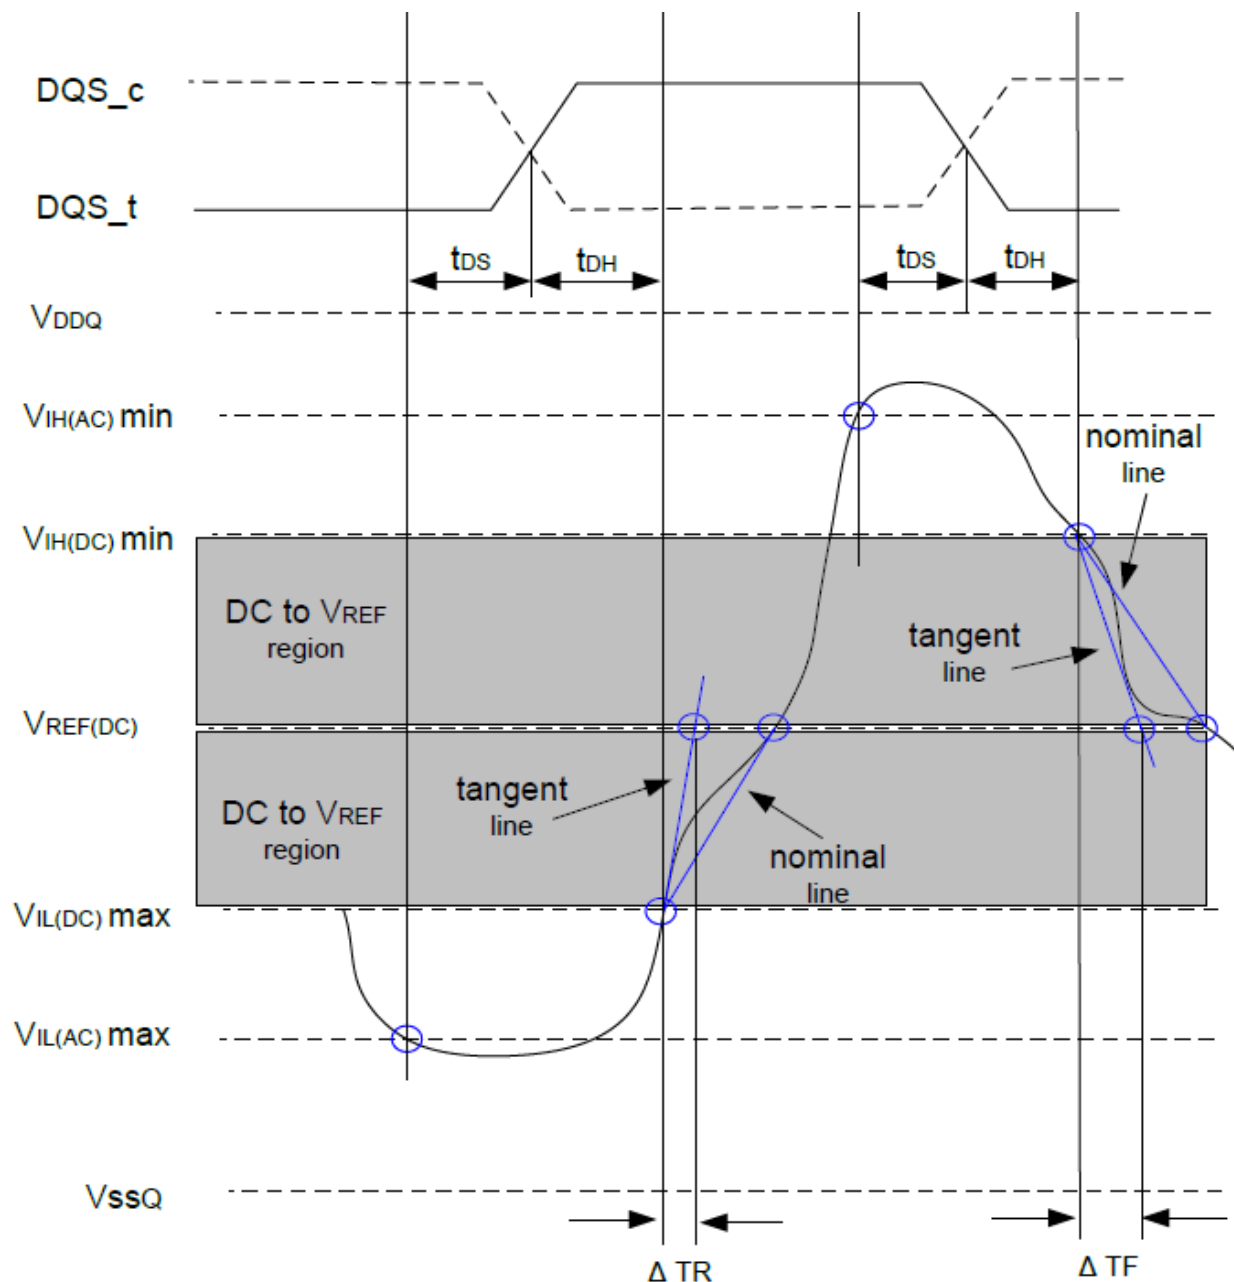 DQS_c
DQS_t
tDS
tDH
tDS
tDH
VDDQ
VIH(AC) min
nominal
line
VIH(DC) min
DC to VREF
region
tangent
line
VREF(DC)
tangent
line
DC to VREF
region
nominal
line
VIL(DC) max
VIL(AC) max
VssQ
Δ TR
Δ TF